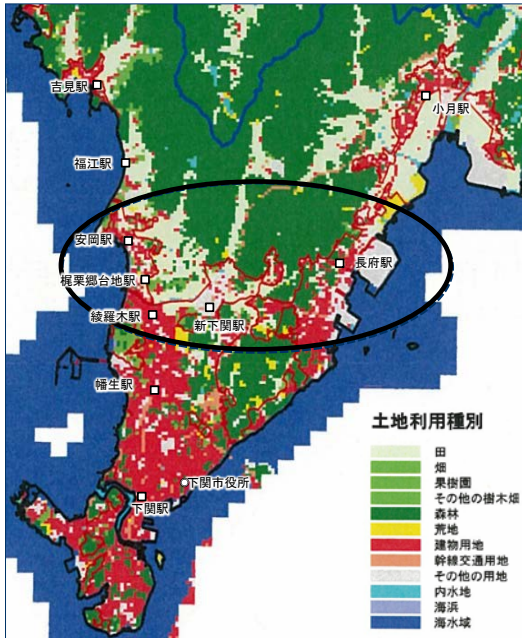 吉見駅
小月駅
福江駅
安岡駅
長府駅
梶栗郷台地駅
綾羅木駅
新下関駅
幡生駅
下関市役所
下関駅
土地利用種別
田
畑
果樹園
その他の樹木畑
森林
荒地
建物用地
幹線交通用地
その他の用地
内水地
海浜
海水域